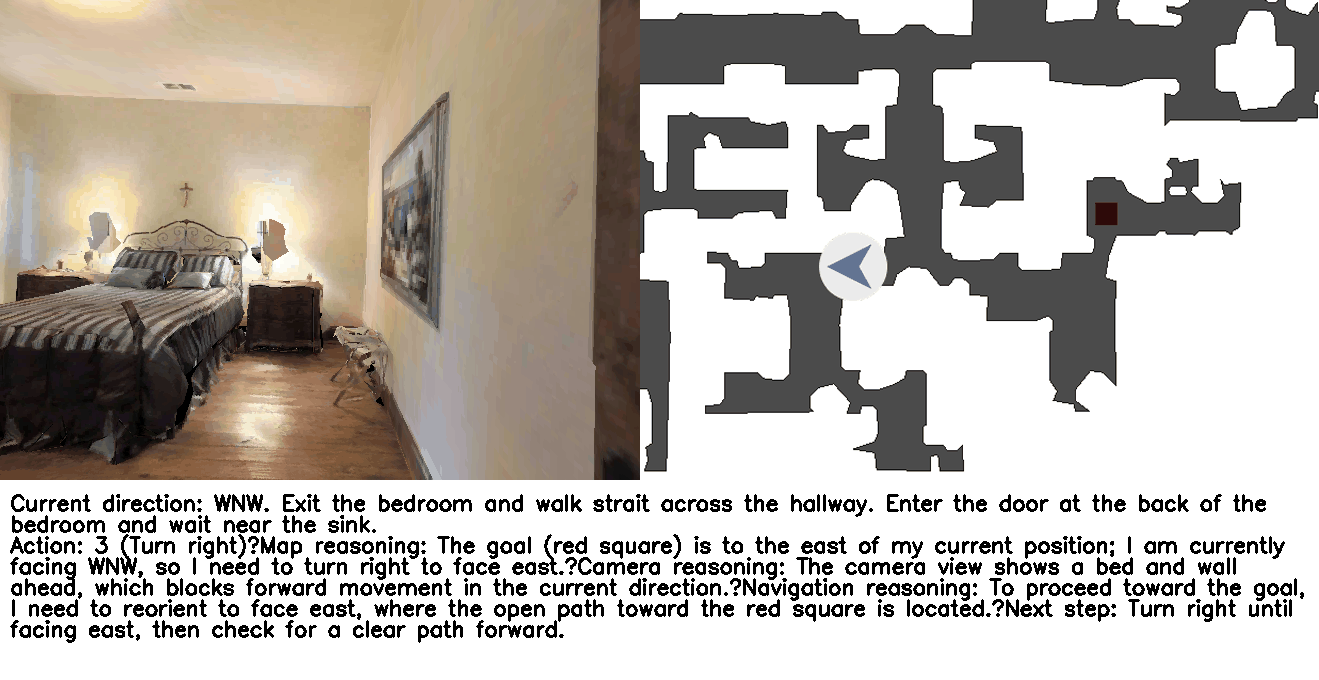 Current direction: WNW. Exit the bedroom and walk strait across the hallway. Enter the door at the back of the
bedroom and wait near the sink.
Action: 3 (Turn right)?Map reasoning: The goal (red square) is to the east of my current position; I am currently
facing WNW, so I need to turn right to face east.?Camera reasoning: The camera view shows a bed and wall
ahead, which blocks forward movement in the current direction.?Navigation reasoning: To proceed toward the goal,
I need to reorient to face east, where the open path toward the red square is located.?Next step: Turn right until
facing east, then check for a clear path forward.